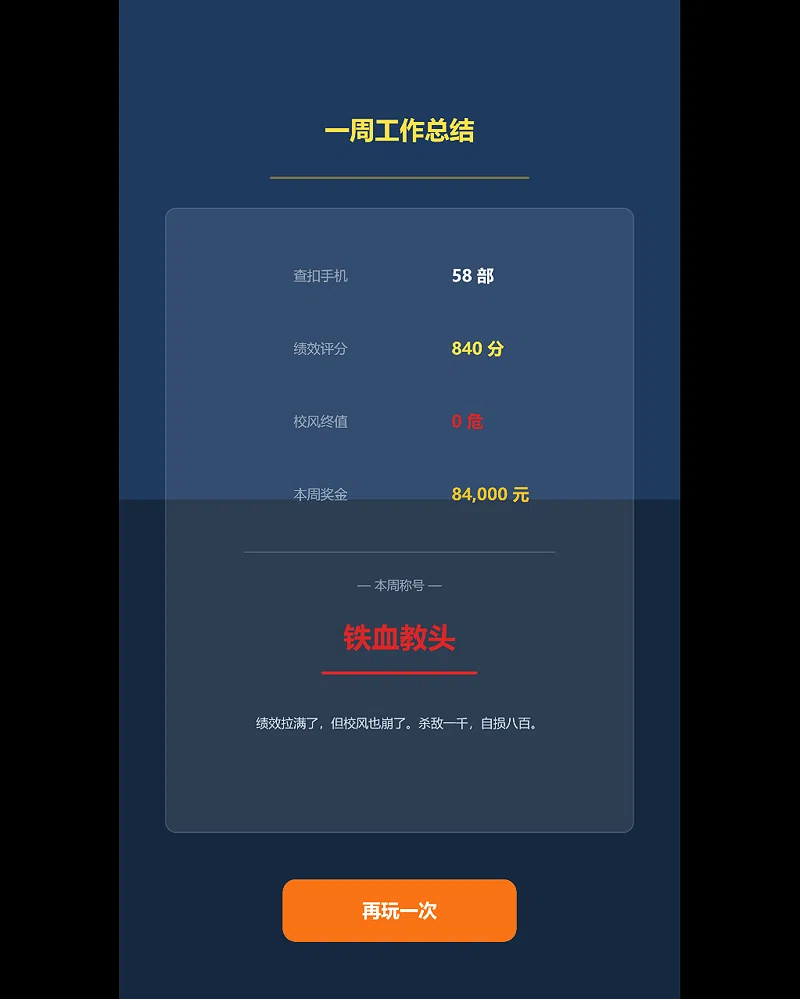 一周工作总结
查扣手机 58 部
绩效评分 840 分
校风终值 0 危
本周奖金 84,000 元
— 本周称号 —
铁血教头
绩效拉满了，但校风也崩了。杀敌一千，自损八百。
再玩一次